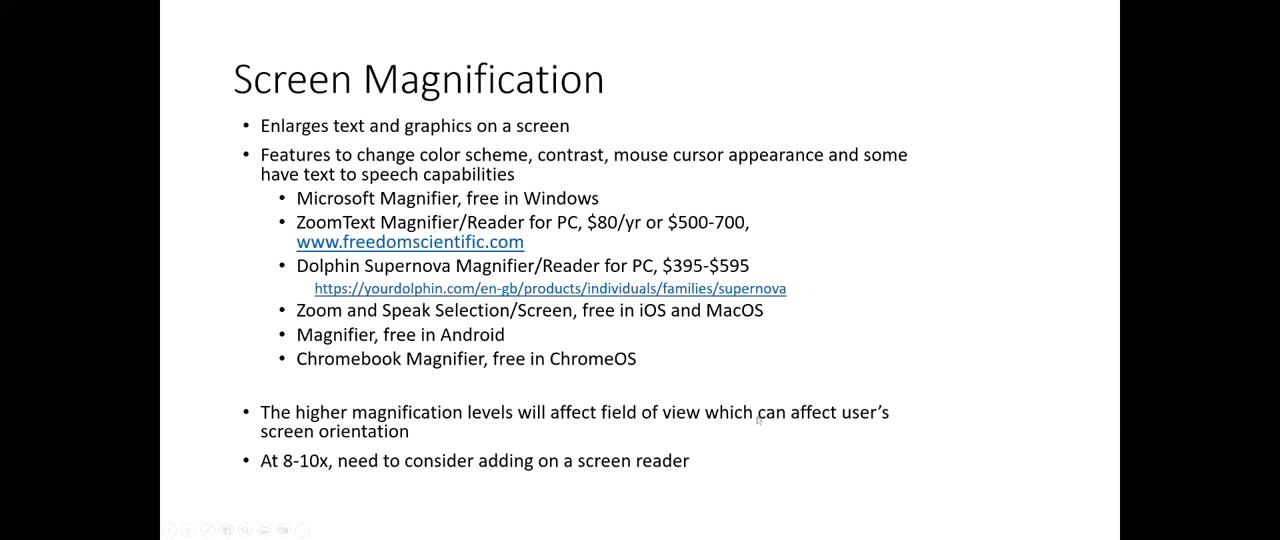 Screen Magnification
• Enlarges text and graphics on a screen
• Features to change color scheme, contrast, mouse cursor appearance and some
have text to speech capabilities
• Microsoft Magnifier, free in Windows
• ZoomText Magnifier/Reader for PC, $80/yr or $500-700,
www.freedomscientific.com
• Dolphin Supernova Magnifier/Reader for PC, $395-$595
https://yourdolphin.com/en-gb/products/individuals/families/supernova
• Zoom and Speak Selection/Screen, free in iOS and MacOS
• Magnifier, free in Android
• Chromebook Magnifier, free in ChromeOS
• The higher magnification levels will affect field of view which can affect user’s
screen orientation
• At 8-10x, need to consider adding on a screen reader